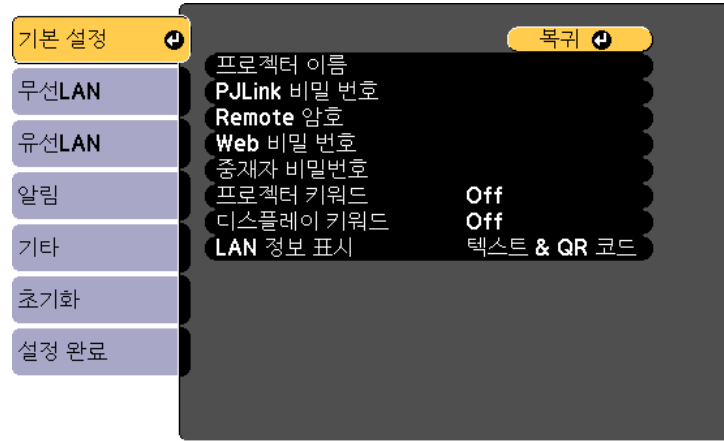 기본 설정
무선LAN
유선LAN
알림
기타
초기화
설정 완료
복귀
프로젝터 이름
PJLink 비밀 번호
Remote 암호
Web 비밀 번호
중재자 비밀번호
프로젝터 키워드 Off
디스플레이 키워드 Off
LAN 정보 표시 텍스트 & QR 코드